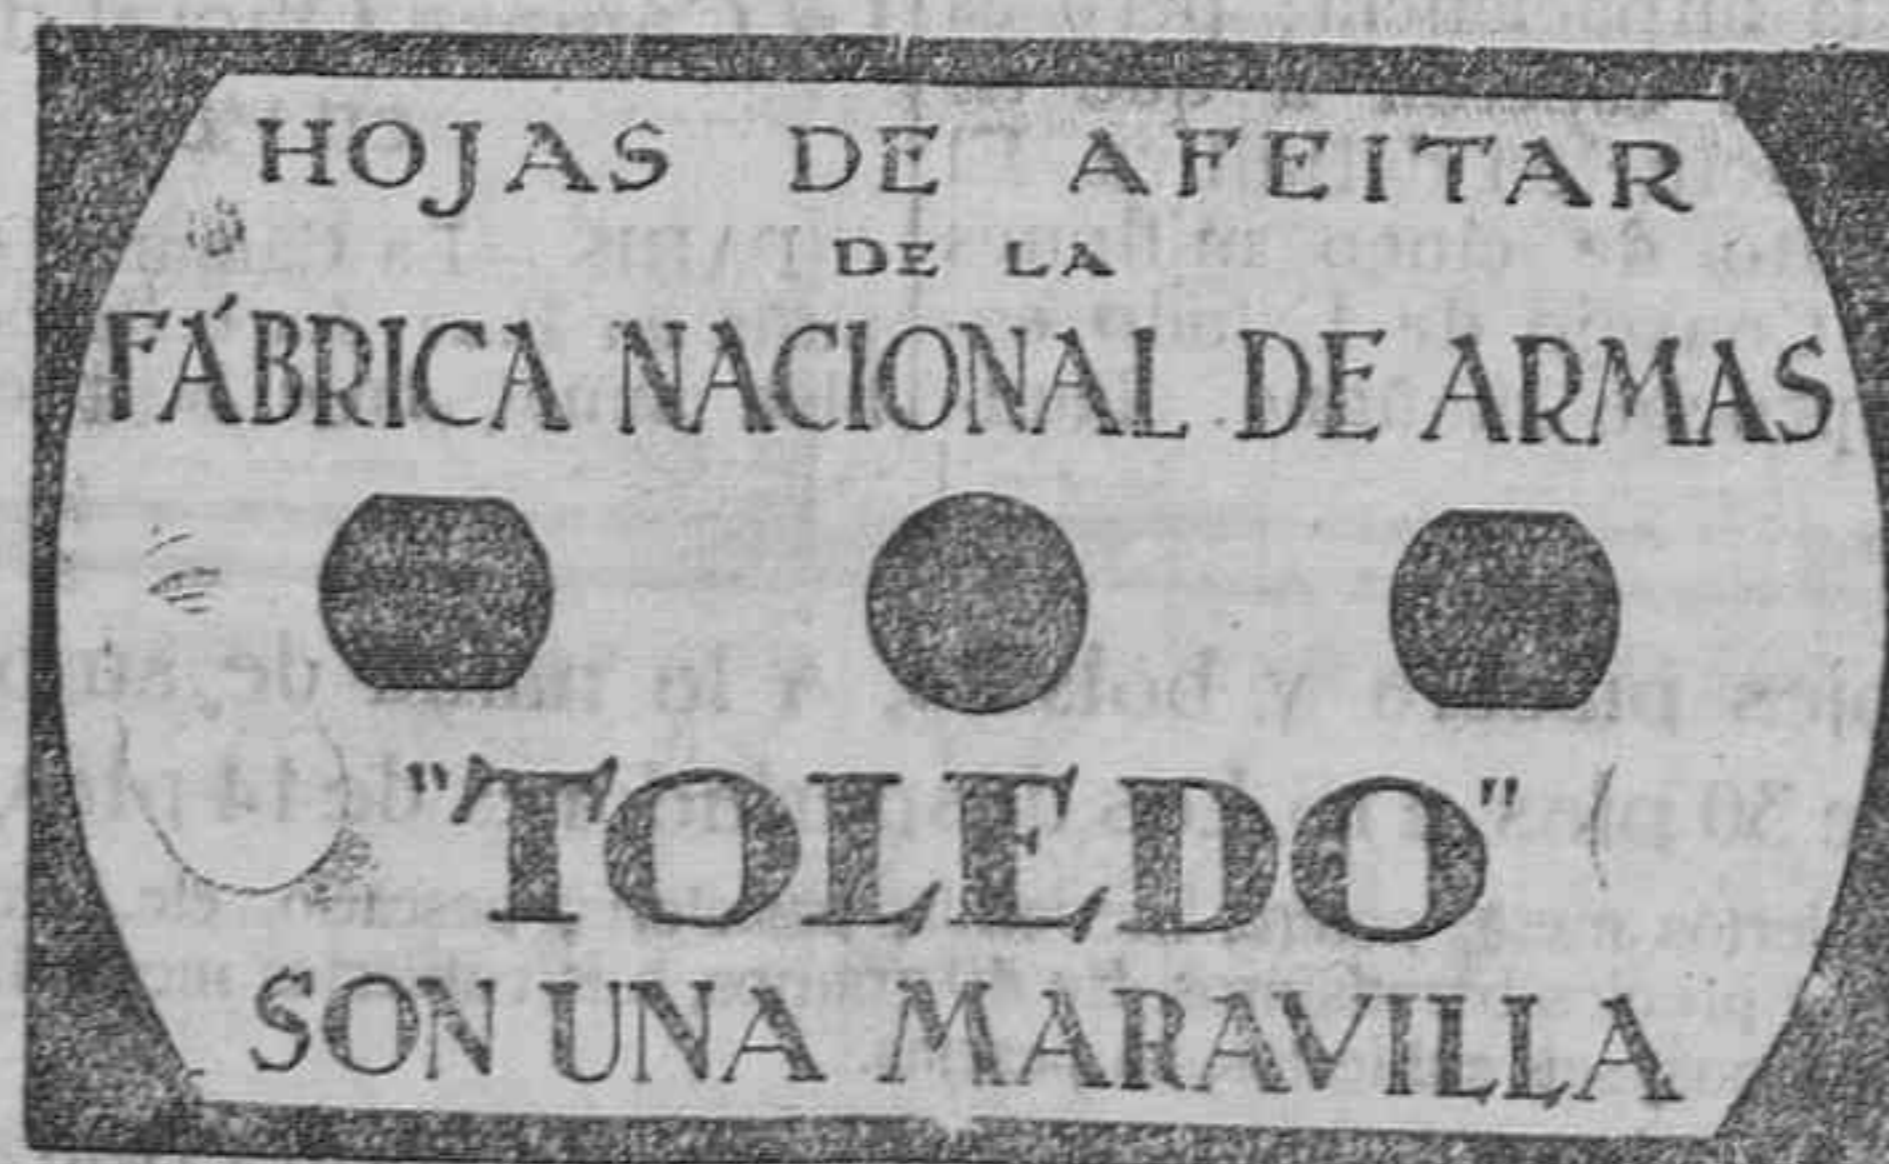 HOJAS DE AFEITAR
DE LA
FÁBRICA NACIONAL DE ARMAS
"TOLEDO"
SON UNA MARAVILLA